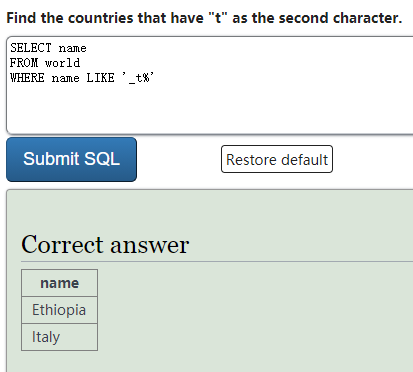 Find the countries that have "t" as the second character.
SELECT name
FROM world
WHERE name LIKE '_t%'
Submit SQL
Restore default
Correct answer
name
Ethiopia
Italy